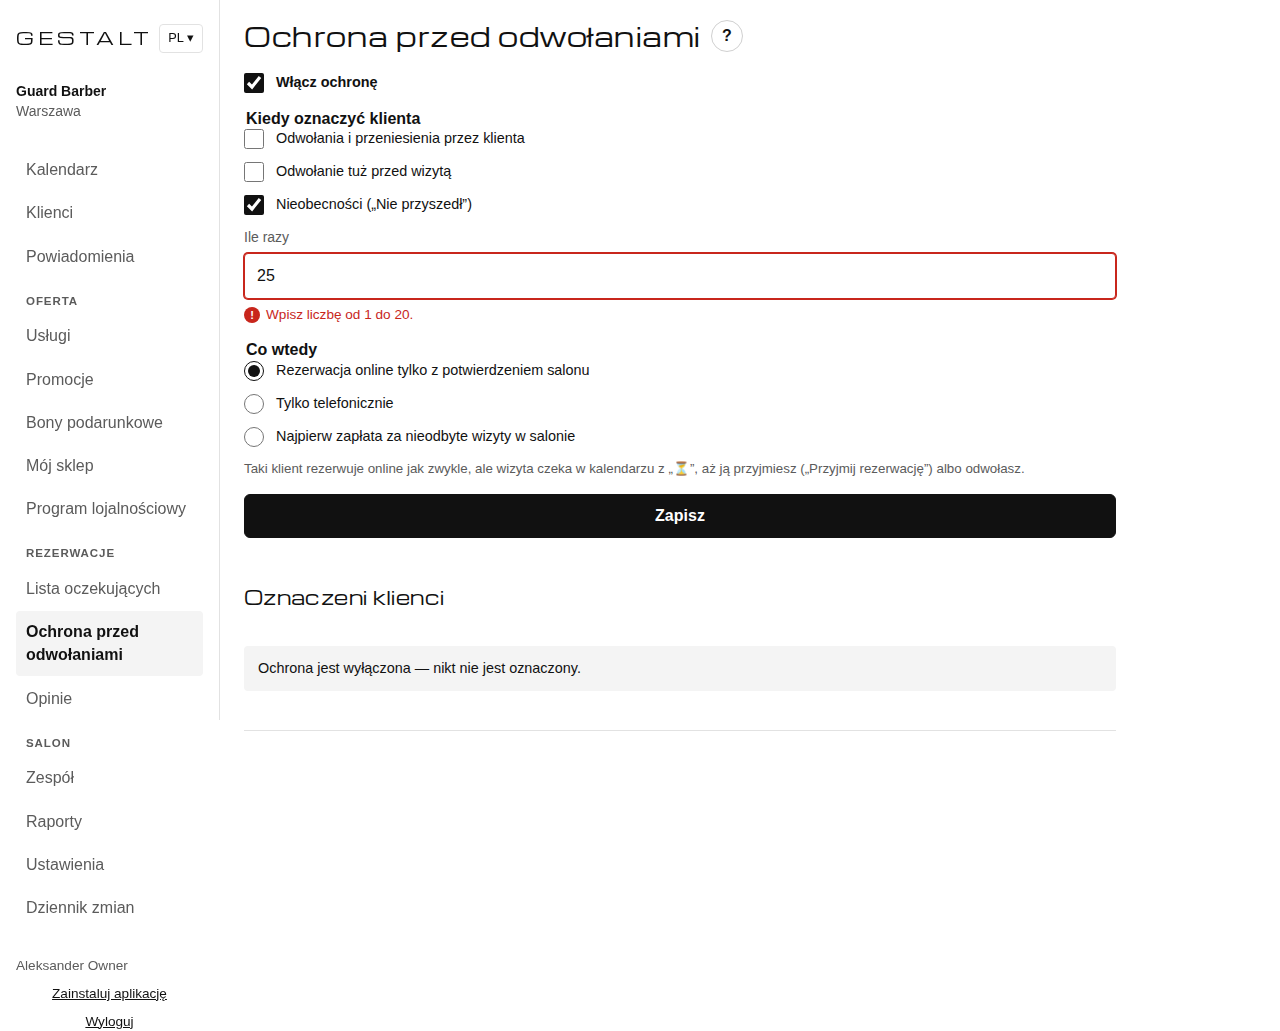 GESTALT
PL ▾
Guard Barber
Warszawa
Kalendarz
Klienci
Powiadomienia
OFERTA
Usługi
Promocje
Bony podarunkowe
Mój sklep
Program lojalnościowy
REZERWACJE
Lista oczekujących
Ochrona przed
odwołaniami
Opinie
SALON
Zespół
Raporty
Ustawienia
Dziennik zmian
Aleksander Owner
Zainstaluj aplikację
Wyloguj
Ochrona przed odwołaniami ?
Włącz ochronę
Kiedy oznaczyć klienta
Odwołania i przeniesienia przez klienta
Odwołanie tuż przed wizytą
Nieobecności („Nie przyszedł”)
Ile razy
25
! Wpisz liczbę od 1 do 20.
Co wtedy
Rezerwacja online tylko z potwierdzeniem salonu
Tylko telefonicznie
Najpierw zapłata za nieodbyte wizyty w salonie
Taki klient rezerwuje online jak zwykle, ale wizyta czeka w kalendarzu z „⏳”, aż ją przyjmiesz („Przyjmij rezerwację”) albo odwołasz.
Zapisz
Oznaczeni klienci
Ochrona jest wyłączona — nikt nie jest oznaczony.